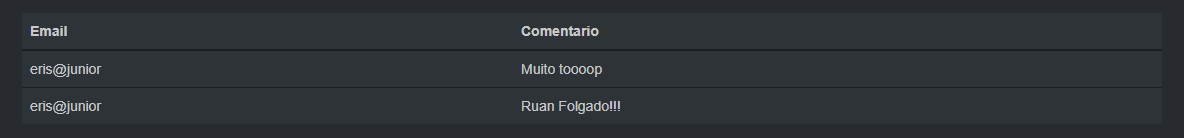 Email Comentario
eris@junior Muito toooop
eris@junior Ruan Folgado!!!